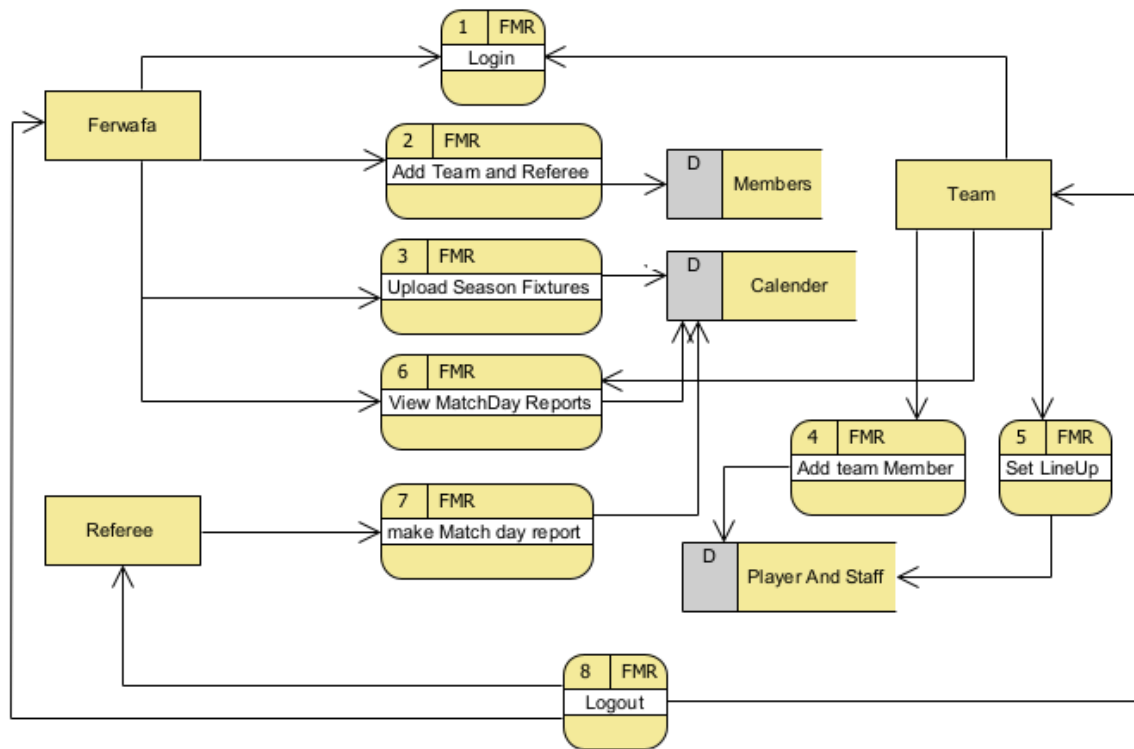 1 FMR
Login
Ferwafa
2 FMR
Add Team and Referee
D
Members
Team
3 FMR
Upload Season Fixtures
D
Calender
6 FMR
View MatchDay Reports
4 FMR
Add team Member
5 FMR
Set LineUp
Referee
7 FMR
make Match day report
D
Player And Staff
8 FMR
Logout